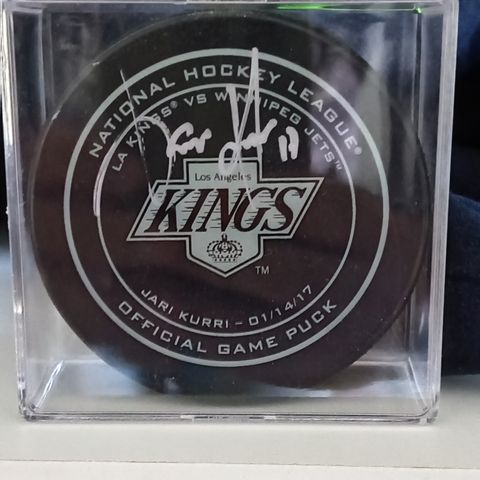 NATIONAL HOCKEY LEAGUE®
LA KINGS® VS WINNIPEG JETS™
17
Los Angeles
KINGS
TM
JARI KURRI - 01/14/17
OFFICIAL GAME PUCK